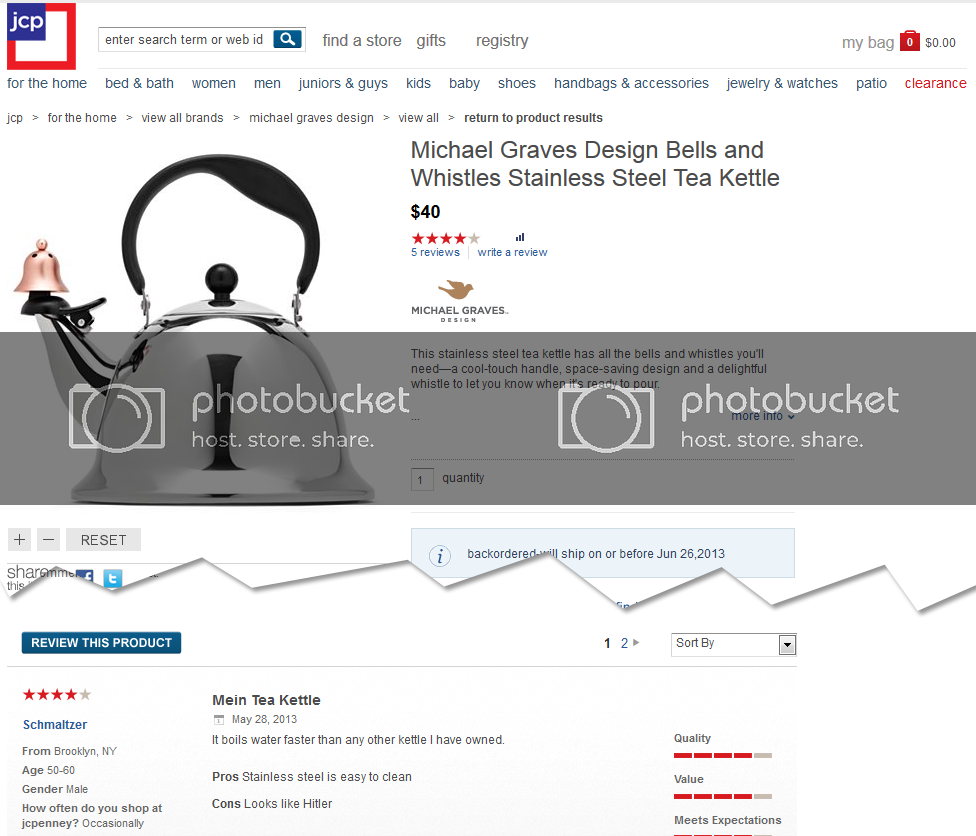 jcp
enter search term or web id
find a store gifts registry
my bag 0 $0.00
for the home bed & bath women men juniors & guys kids baby shoes handbags & accessories jewelry & watches patio clearance
jcp > for the home > view all brands > michael graves design > view all > return to product results
Michael Graves Design Bells and
Whistles Stainless Steel Tea Kettle
$40
5 reviews write a review
MICHAEL GRAVES
DESIGN
This stainless steel tea kettle has all the bells and whistles you'll
need—a cool-touch handle, space-saving design and a delightful
whistle to let you know when it's ready to pour.
... more info
photobucket photobucket
host. store. share. host. store. share.
1 quantity
+ − RESET
i backordered-will ship on or before Jun 26,2013
share
this
REVIEW THIS PRODUCT
1 2
Sort By
Schmaltzer
From Brooklyn, NY
Age 50-60
Gender Male
How often do you shop at
jcpenney? Occasionally
Mein Tea Kettle
May 28, 2013
It boils water faster than any other kettle I have owned.
Pros Stainless steel is easy to clean
Cons Looks like Hitler
Quality
Value
Meets Expectations